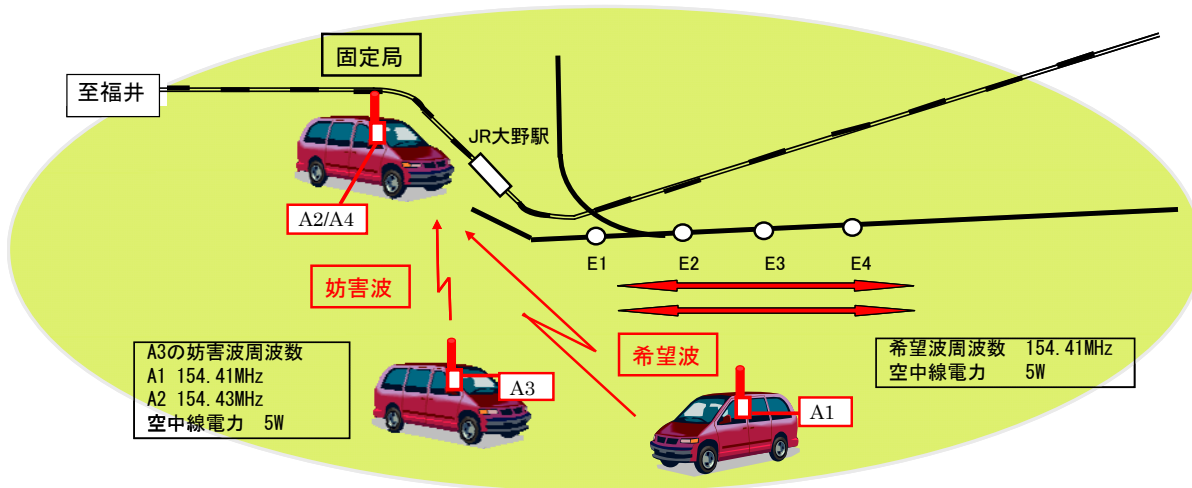 固定局
至福井
JR大野駅
A2/A4
E1 E2 E3 E4
妨害波
希望波
A3の妨害波周波数
A1 154.41MHz
A2 154.43MHz
空中線電力 5W
希望波周波数 154.41MHz
空中線電力 5W
A3
A1